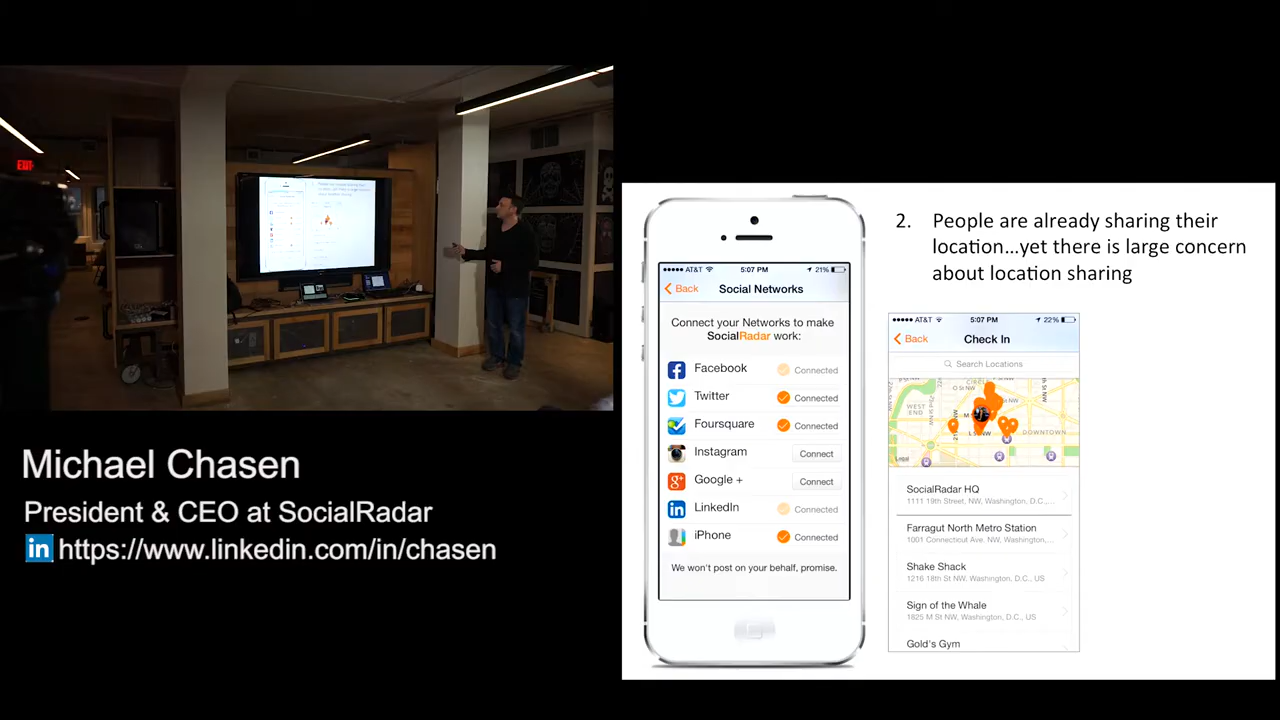 EXIT
Michael Chasen
President & CEO at SocialRadar
in https://www.linkedin.com/in/chasen
2. People are already sharing their
location...yet there is large concern
about location sharing
AT&T 5:07 PM 21%
Back Social Networks
Connect your Networks to make
SocialRadar work:
Facebook Connected
Twitter Connected
Foursquare Connected
Instagram Connect
Google + Connect
LinkedIn Connected
iPhone Connected
We won't post on your behalf, promise.
AT&T 5:07 PM 22%
Back Check In
Search Locations
WEST
END
DOWNTOWN
Legal
SocialRadar HQ
1111 19th Street, NW, Washington, D.C.,...
Farragut North Metro Station
1001 Connecticut Ave. NW, Washington,...
Shake Shack
1216 18th St NW, Washington, D.C., US
Sign of the Whale
1825 M St NW, Washington, D.C., US
Gold's Gym